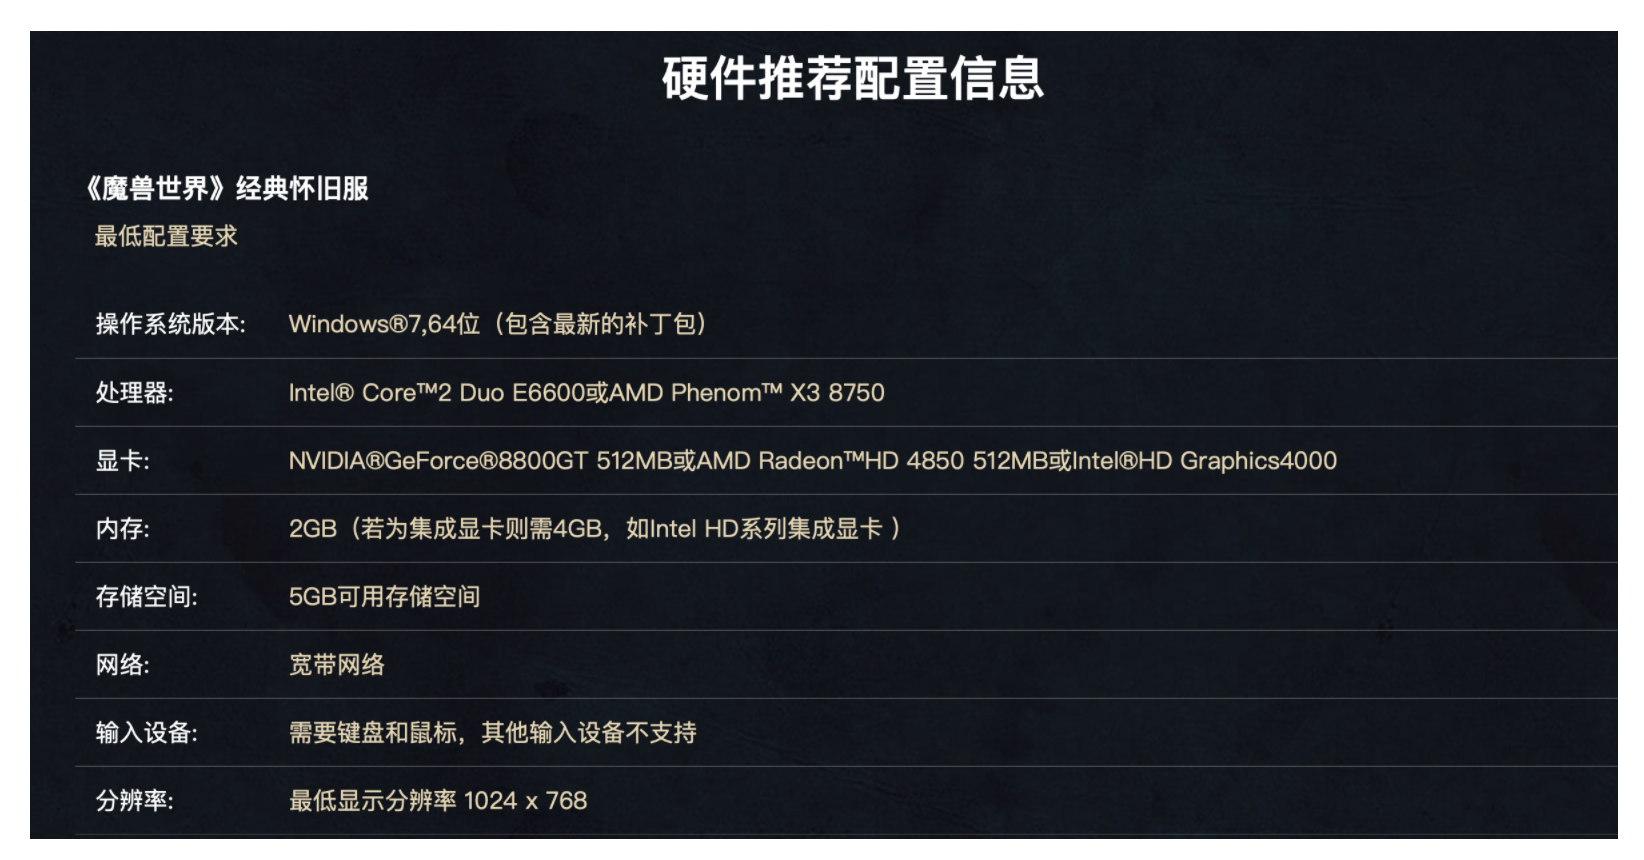 硬件推荐配置信息
《魔兽世界》经典怀旧服
最低配置要求
操作系统版本: Windows®7,64位（包含最新的补丁包）
处理器: Intel® Core™2 Duo E6600或AMD Phenom™ X3 8750
显卡: NVIDIA®GeForce®8800GT 512MB或AMD Radeon™HD 4850 512MB或Intel®HD Graphics4000
内存: 2GB（若为集成显卡则需4GB，如Intel HD系列集成显卡 ）
存储空间: 5GB可用存储空间
网络: 宽带网络
输入设备: 需要键盘和鼠标，其他输入设备不支持
分辨率: 最低显示分辨率 1024 x 768